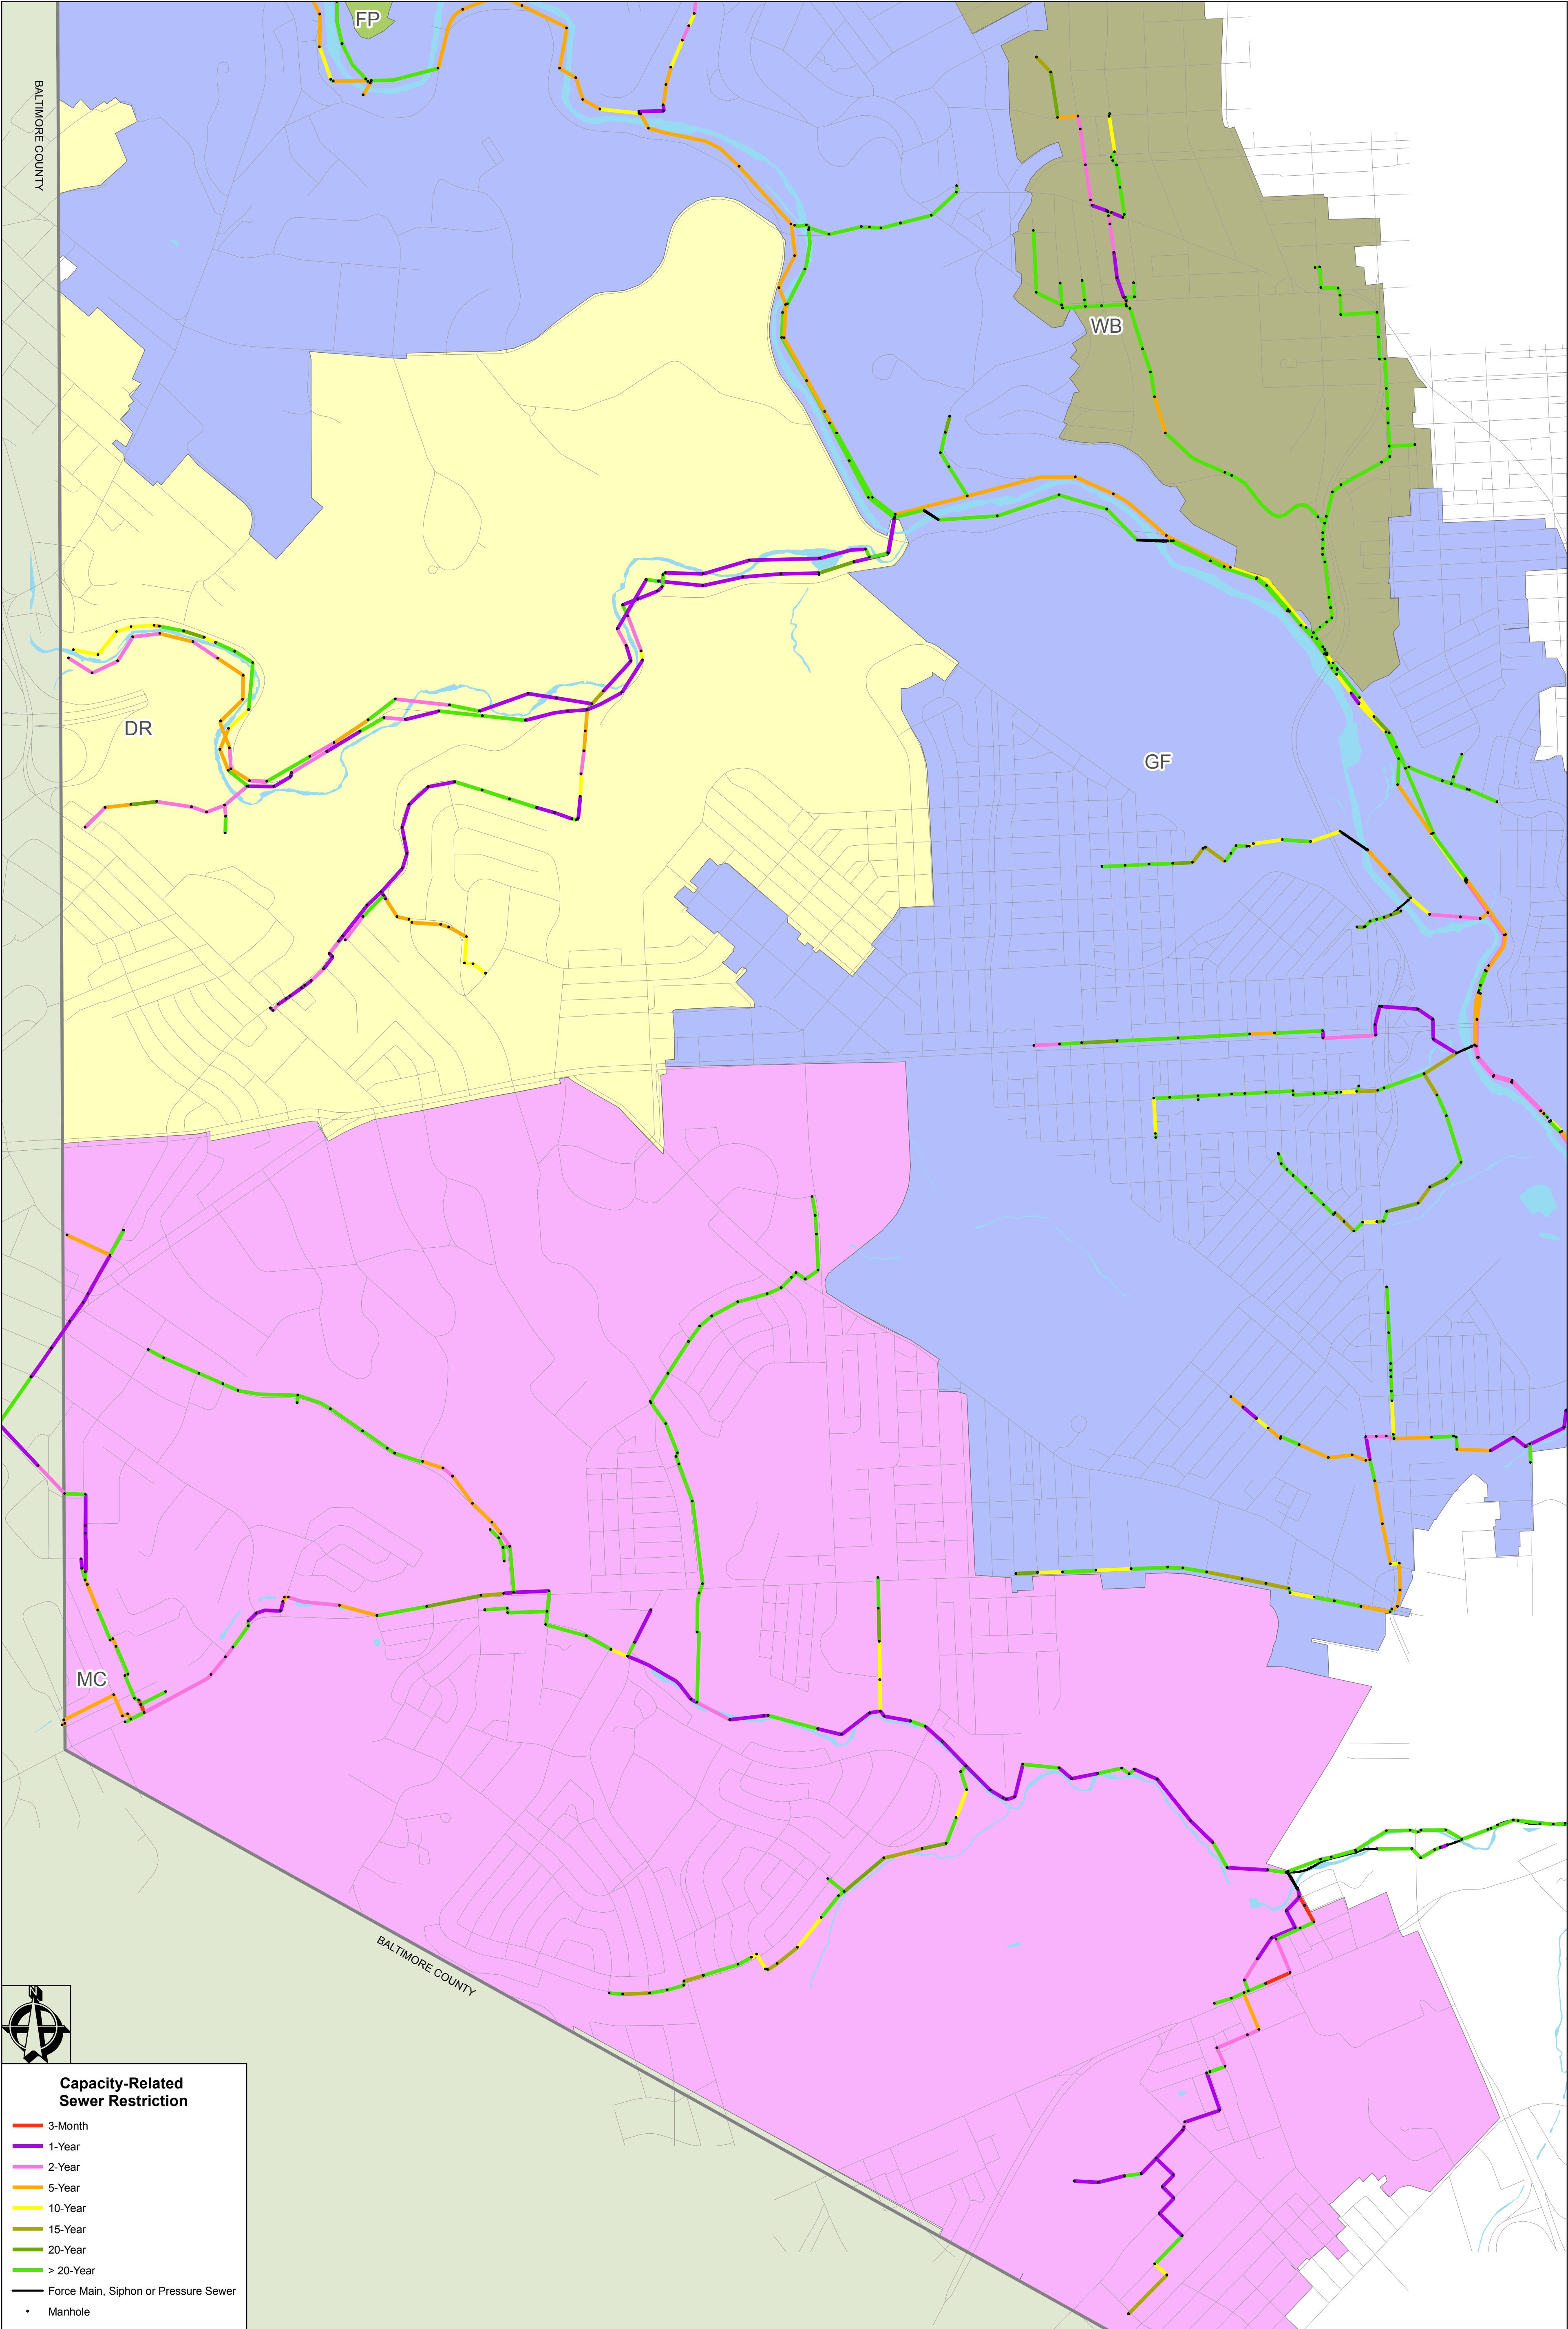 FP
BALTIMORE COUNTY
WB
DR
GF
MC
BALTIMORE COUNTY
N
Capacity-Related
Sewer Restriction
3-Month
1-Year
2-Year
5-Year
10-Year
15-Year
20-Year
> 20-Year
Force Main, Siphon or Pressure Sewer
Manhole